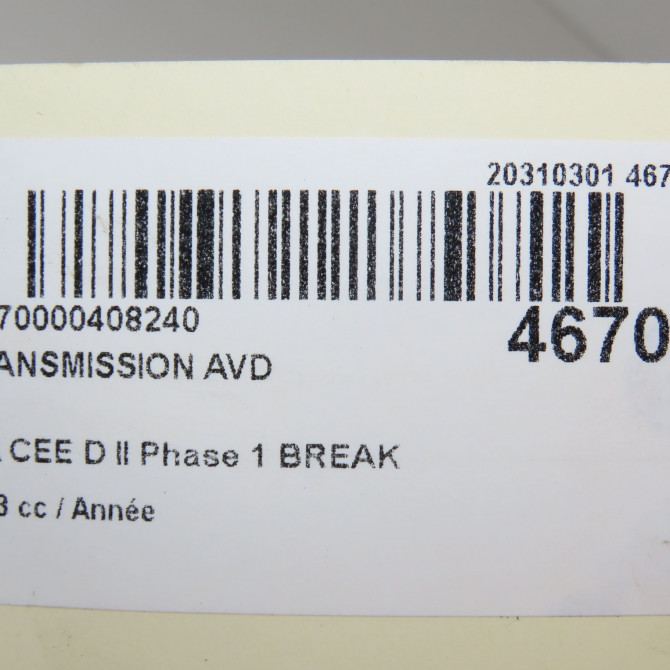 20310301 467
70000408240
4670
ANSMISSION AVD
CEE D II Phase 1 BREAK
3 cc / Année